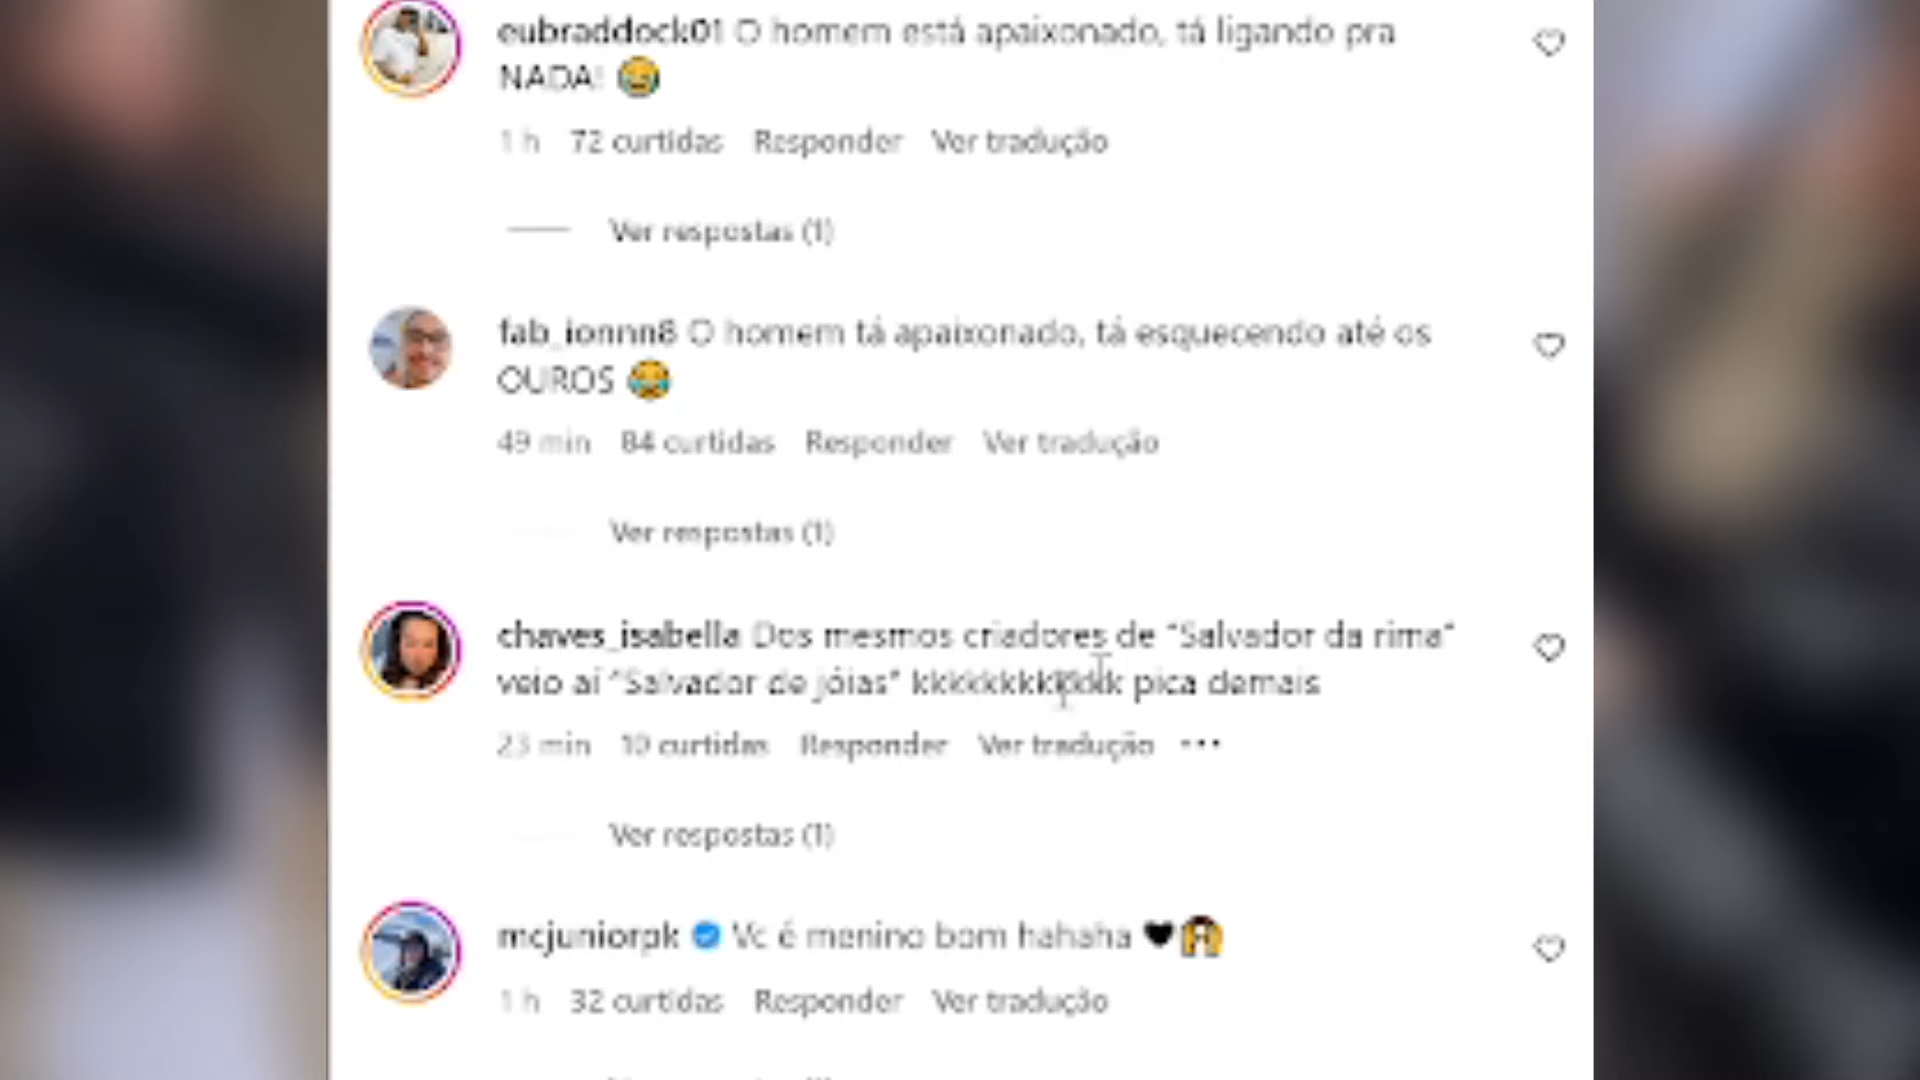 eubraddock01 O homem está apaixonado, tá ligando pra
NADA! 😂
1 h 72 curtidas Responder Ver tradução
Ver respostas (1)
fab_ionnn8 O homem tá apaixonado, tá esquecendo até os
OUROS 😂
49 min 84 curtidas Responder Ver tradução
Ver respostas (1)
chaves_isabella Dos mesmos criadores de "Salvador da rima"
veio aí "Salvador de jóias" kkkkkkkkkkkk pica demais
23 min 10 curtidas Responder Ver tradução ...
Ver respostas (1)
mcjuniorpk Vc é menino bom hahaha 🖤
1 h 32 curtidas Responder Ver tradução